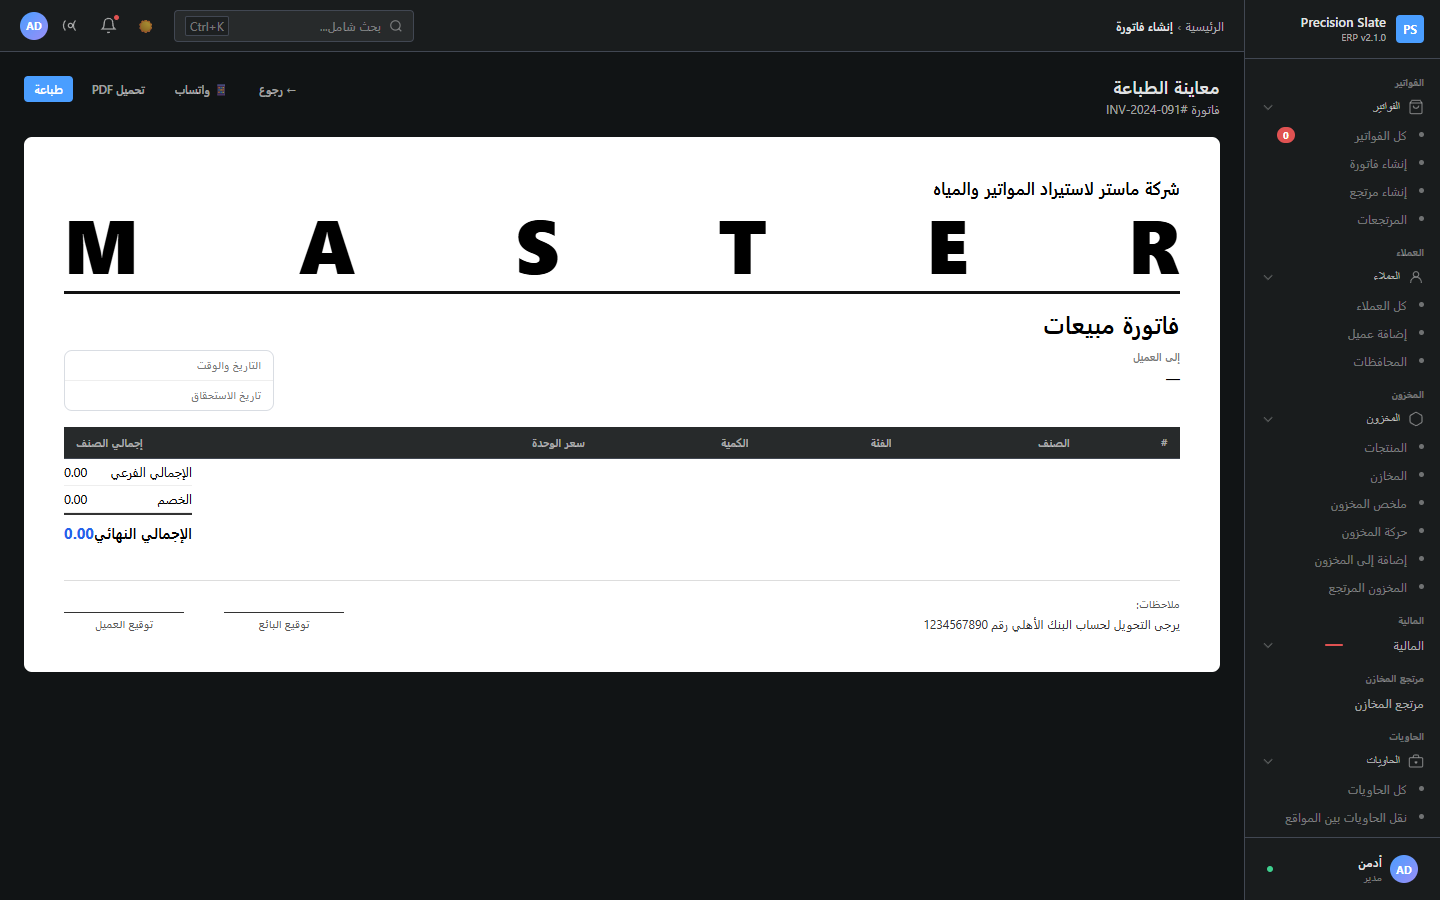 Precision Slate
ERP v2.1.0
PS
الرئيسية ‹ إنشاء فاتورة
بحث شامل...
Ctrl+K
AD
الفواتير
الفواتير
كل الفواتير
0
إنشاء فاتورة
إنشاء مرتجع
المرتجعات
العملاء
العملاء
كل العملاء
إضافة عميل
المحافظات
المخزون
المخزون
المنتجات
المخازن
ملخص المخزون
حركة المخزون
إضافة إلى المخزون
المخزون المرتجع
المالية
المالية
مرتجع المخازن
مرتجع المخازن
الحاويات
الحاويات
كل الحاويات
نقل الحاويات بين المواقع
أدمن
مدير
AD
معاينة الطباعة
فاتورة #INV-2024-091
← رجوع
واتساب
تحميل PDF
طباعة
شركة ماستر لاستيراد المواتير والمياه
M A S T E R
فاتورة مبيعات
إلى العميل
—
التاريخ والوقت
تاريخ الاستحقاق
# الصنف الفئة الكمية سعر الوحدة إجمالي الصنف
الإجمالي الفرعي 0.00
الخصم 0.00
الإجمالي النهائي 0.00
ملاحظات:
يرجى التحويل لحساب البنك الأهلي رقم 1234567890
توقيع البائع
توقيع العميل